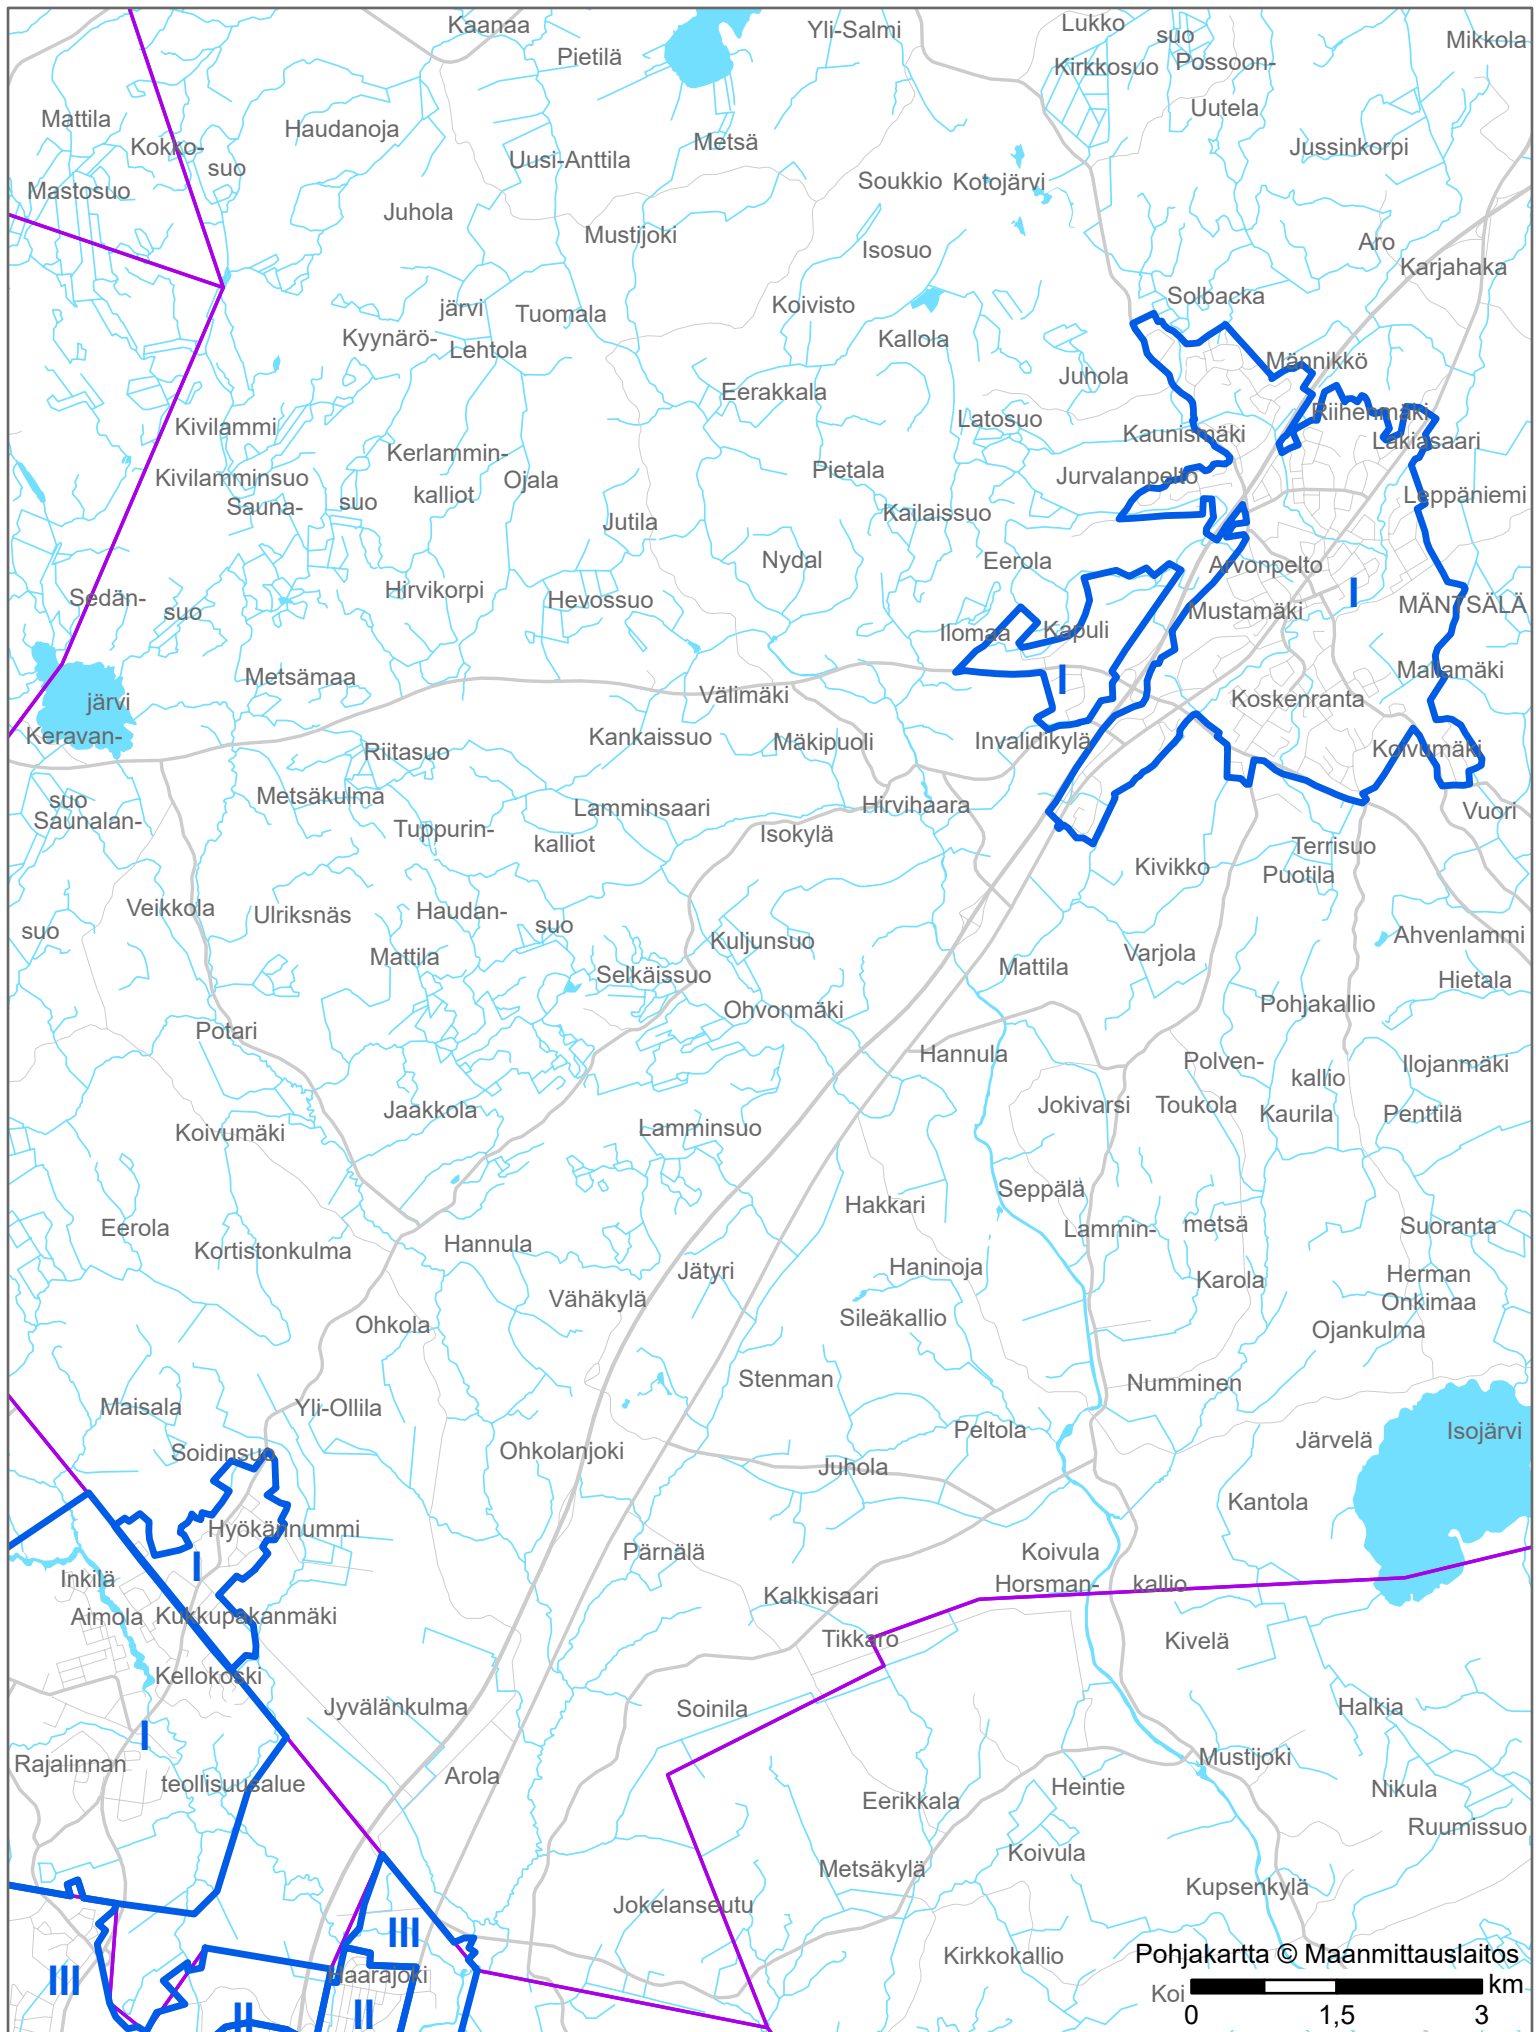 Kaanaa
Pietilä
Yli-Salmi
Lukko
suo
Kirkkosuo
Possoon-
Mikkola
Uutela
Mattila
Kokko-
suo
Haudanoja
Uusi-Anttila
Metsä
Jussinkorpi
Mastosuo
Juhola
Soukkio
Kotojärvi
Mustijoki
Isosuo
Aro
Karjahaka
järvi
Tuomala
Koivisto
Solbacka
Kyynärö-
Lehtola
Kallola
Männikkö
Juhola
Eerakkala
Latosuo
Riihenmäki
Kivilammi
Kaunismäki
Lakiasaari
Kerlammin-
Kivilamminsuo
Ojala
Pietala
Jurvalanpelto
Sauna-
suo
kalliot
Leppäniemi
Jutila
Kailaissuo
Nydal
Eerola
Arvonpelto
Sedän-
suo
Hirvikorpi
Hevossuo
I
MÄNTSÄLÄ
Mustamäki
Ilomaa
Kapuli
Metsämaa
I
Mallamäki
järvi
Välimäki
Koskenranta
Keravan-
Riitasuo
Kankaissuo
Mäkipuoli
Invalidikylä
Koivumäki
suo
Metsäkulma
Lamminsaari
Hirvihaara
Saunalan-
Tuppurin-
kalliot
Isokylä
Vuori
Terrisuo
Kivikko
Puotila
Veikkola
Ulriksnäs
Haudan-
suo
suo
Mattila
Kuljunsuo
Ahvenlammi
Selkäissuo
Mattila
Varjola
Hietala
Potari
Ohvonmäki
Pohjakallio
Hannula
Polven-
kallio
Ilojanmäki
Jaakkola
Jokivarsi
Toukola
Kaurila
Penttilä
Koivumäki
Lamminsuo
Seppälä
Eerola
Hakkari
Lammin-
metsä
Suoranta
Kortistonkulma
Hannula
Jätyri
Haninoja
Karola
Herman
Vähäkylä
Onkimaa
Ohkola
Sileäkallio
Ojankulma
Stenman
Numminen
Maisala
Yli-Ollila
Soidinsuo
Ohkolanjoki
Peltola
Järvelä
Isojärvi
Juhola
Kantola
Hyökännummi
I
Pärnälä
Koivula
Inkilä
Horsman-
kallio
Aimola
Kukkupakanmäki
Kalkkisaari
Tikkaro
Kivelä
Kellokoski
Jyvälänkulma
Soinila
Halkia
I
Rajalinnan
teollisuusalue
Arola
Mustijoki
Eerikkala
Heintie
Nikula
Ruumissuo
Koivula
Metsäkylä
Kupsenkylä
Jokelanseutu
III
Kirkkokallio
Pohjakartta © Maanmittauslaitos
III
Haarajoki
Koi
km
II
II
0
1,5
3